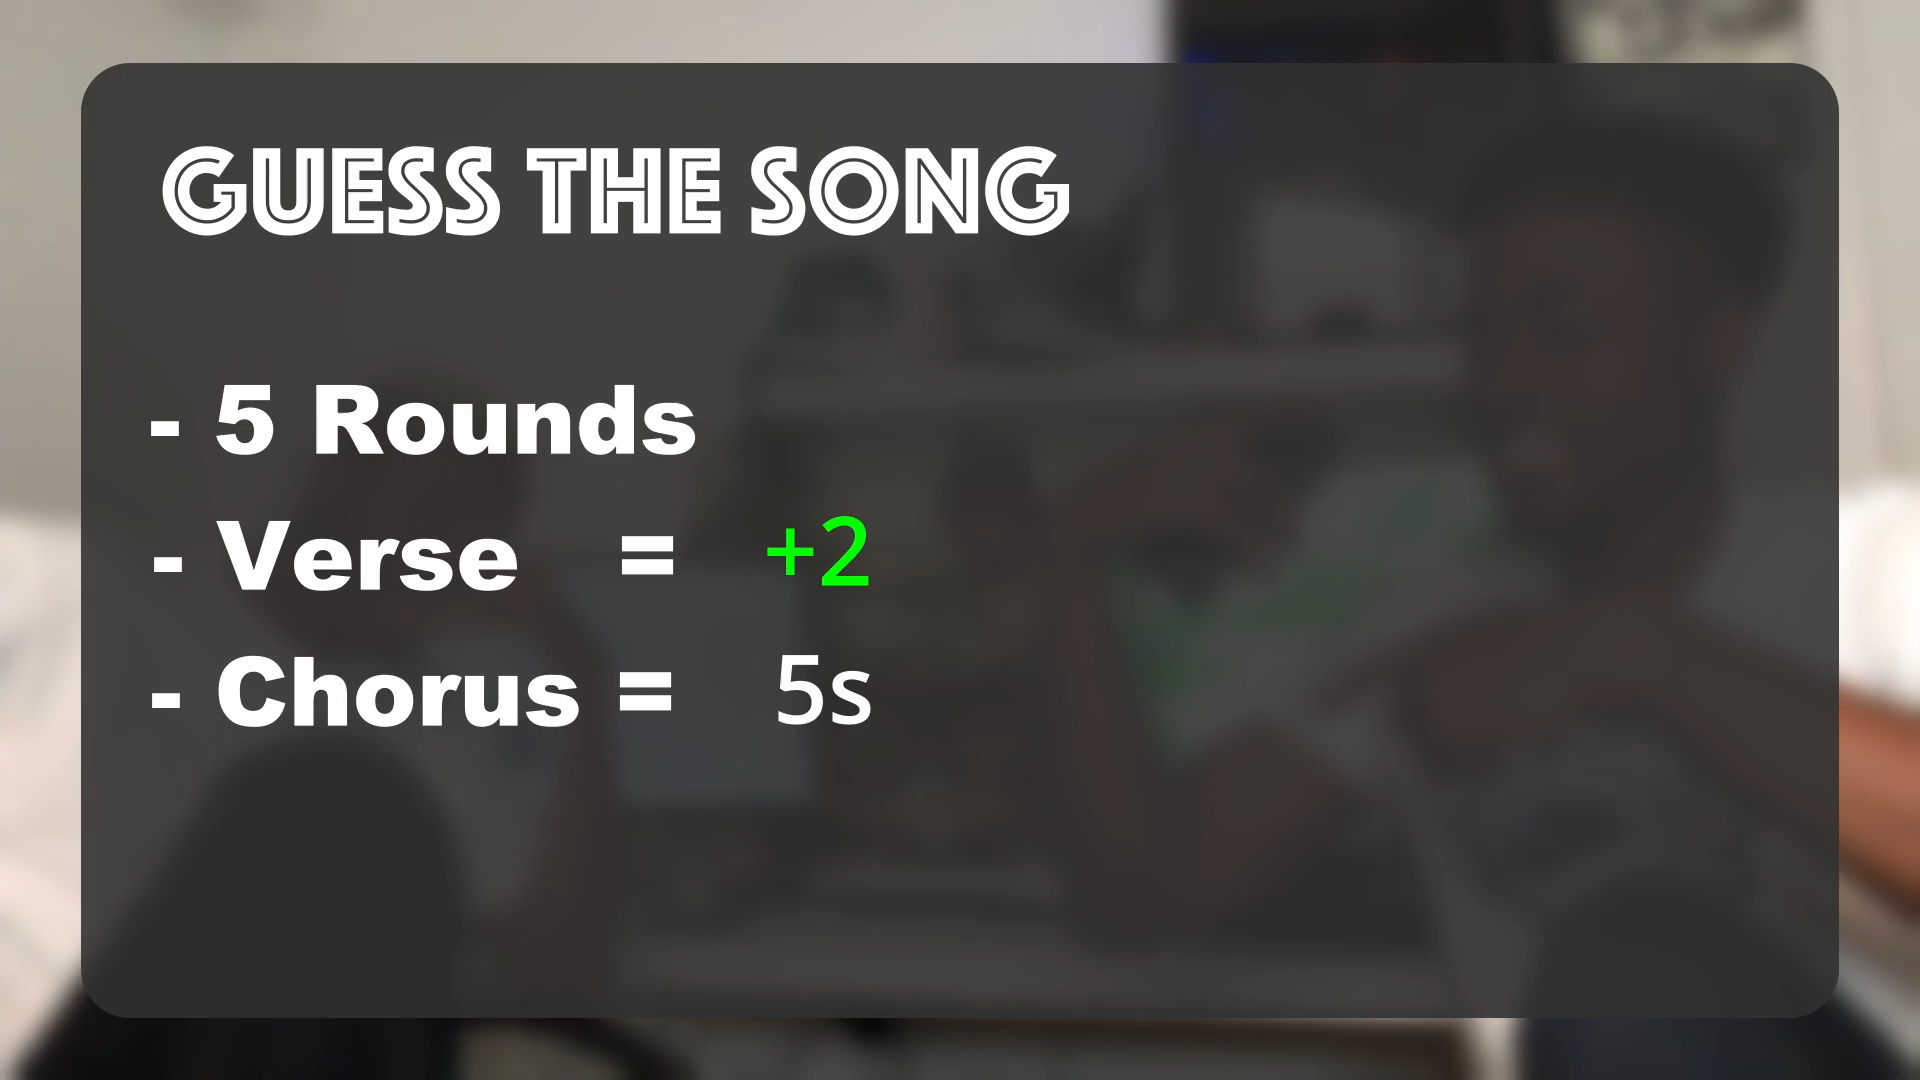 GUESS THE SONG
- 5 Rounds
- Verse = +2
- Chorus = 5s